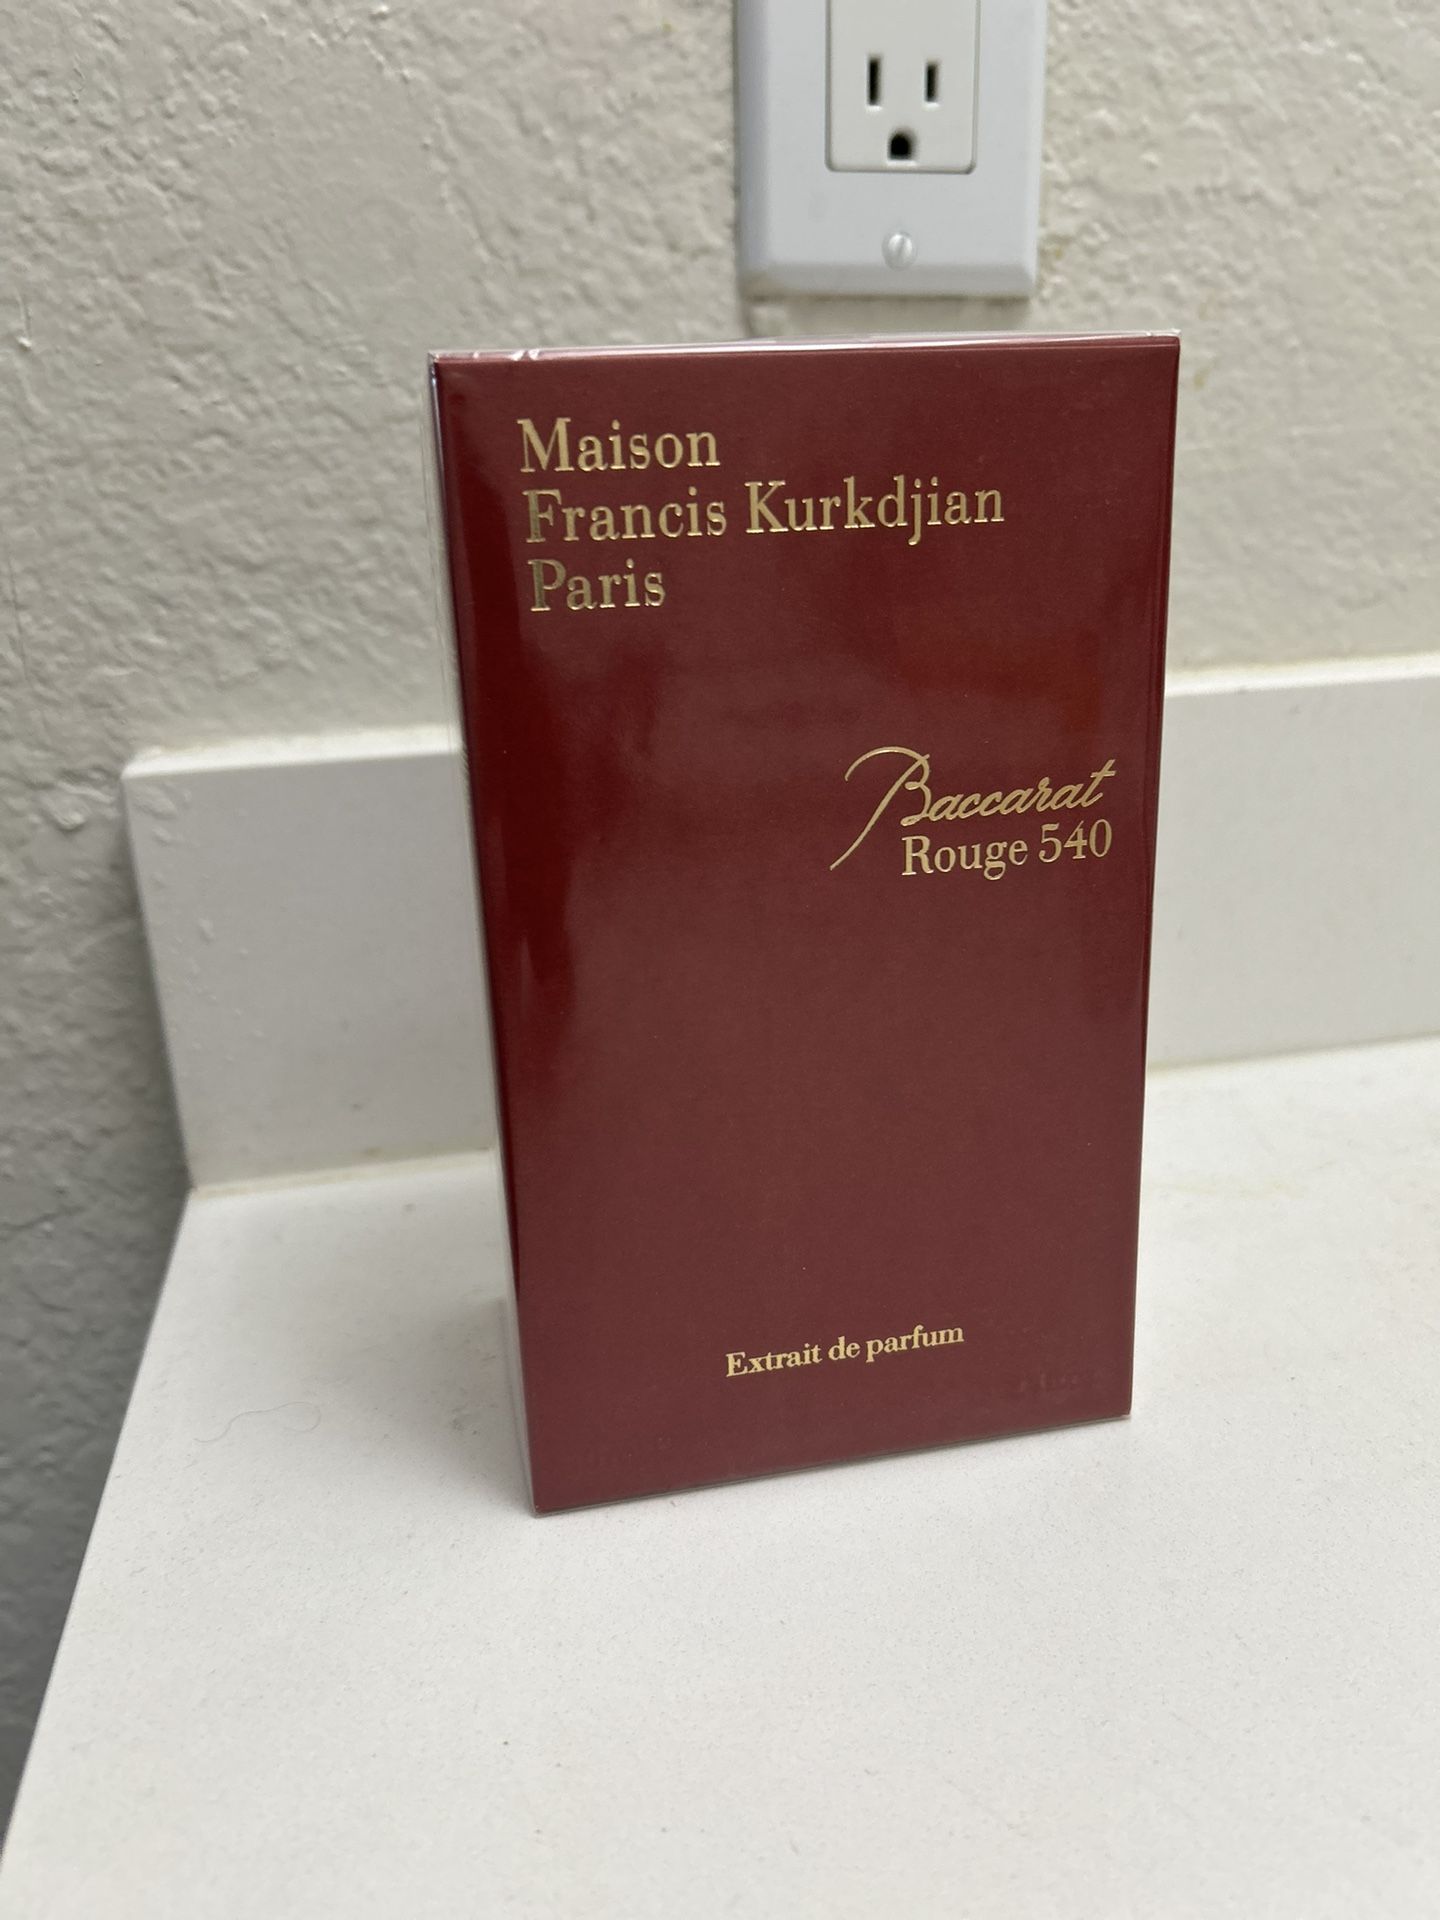 Maison
Francis Kurkdjian
Paris
Baccarat
Rouge 540
Extrait de parfum